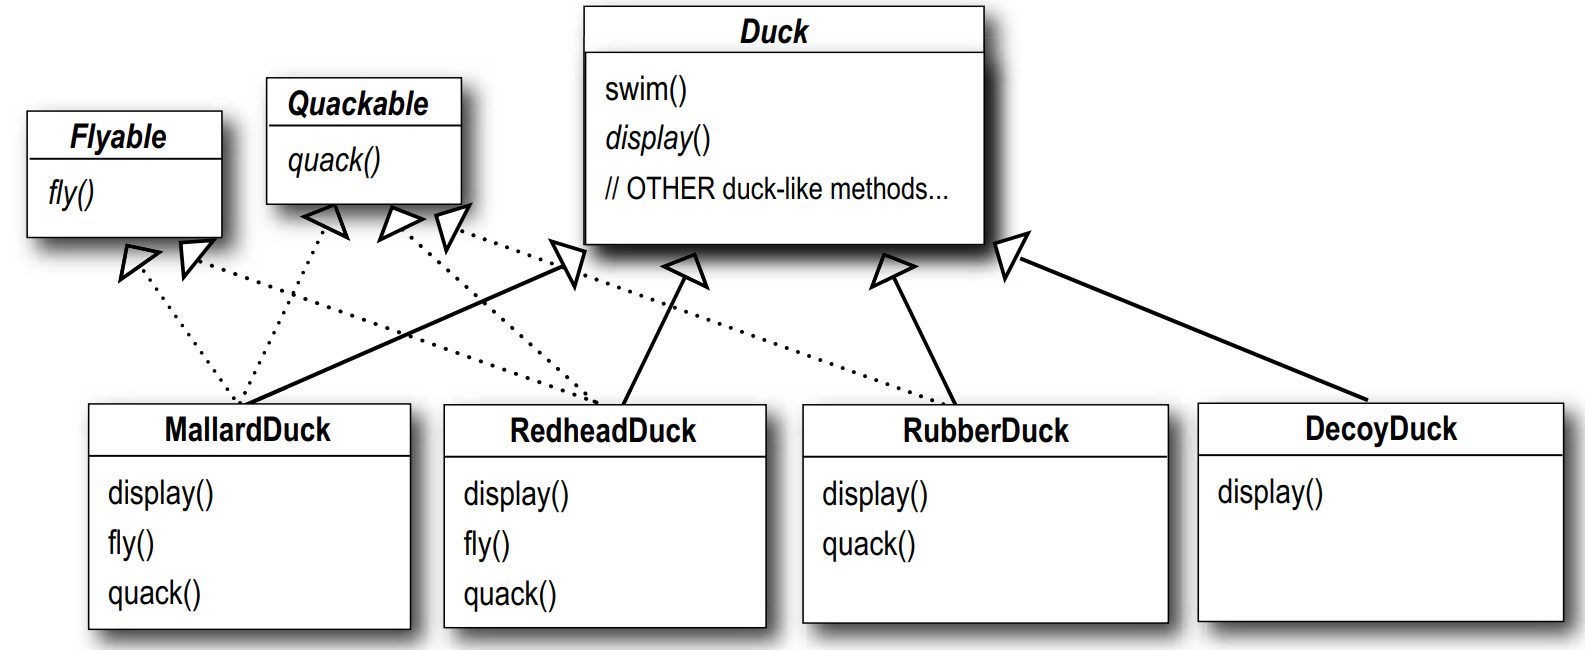 Duck
swim()
display()
// OTHER duck-like methods...
Quackable
quack()
Flyable
fly()
MallardDuck
display()
fly()
quack()
RedheadDuck
display()
fly()
quack()
RubberDuck
display()
quack()
DecoyDuck
display()